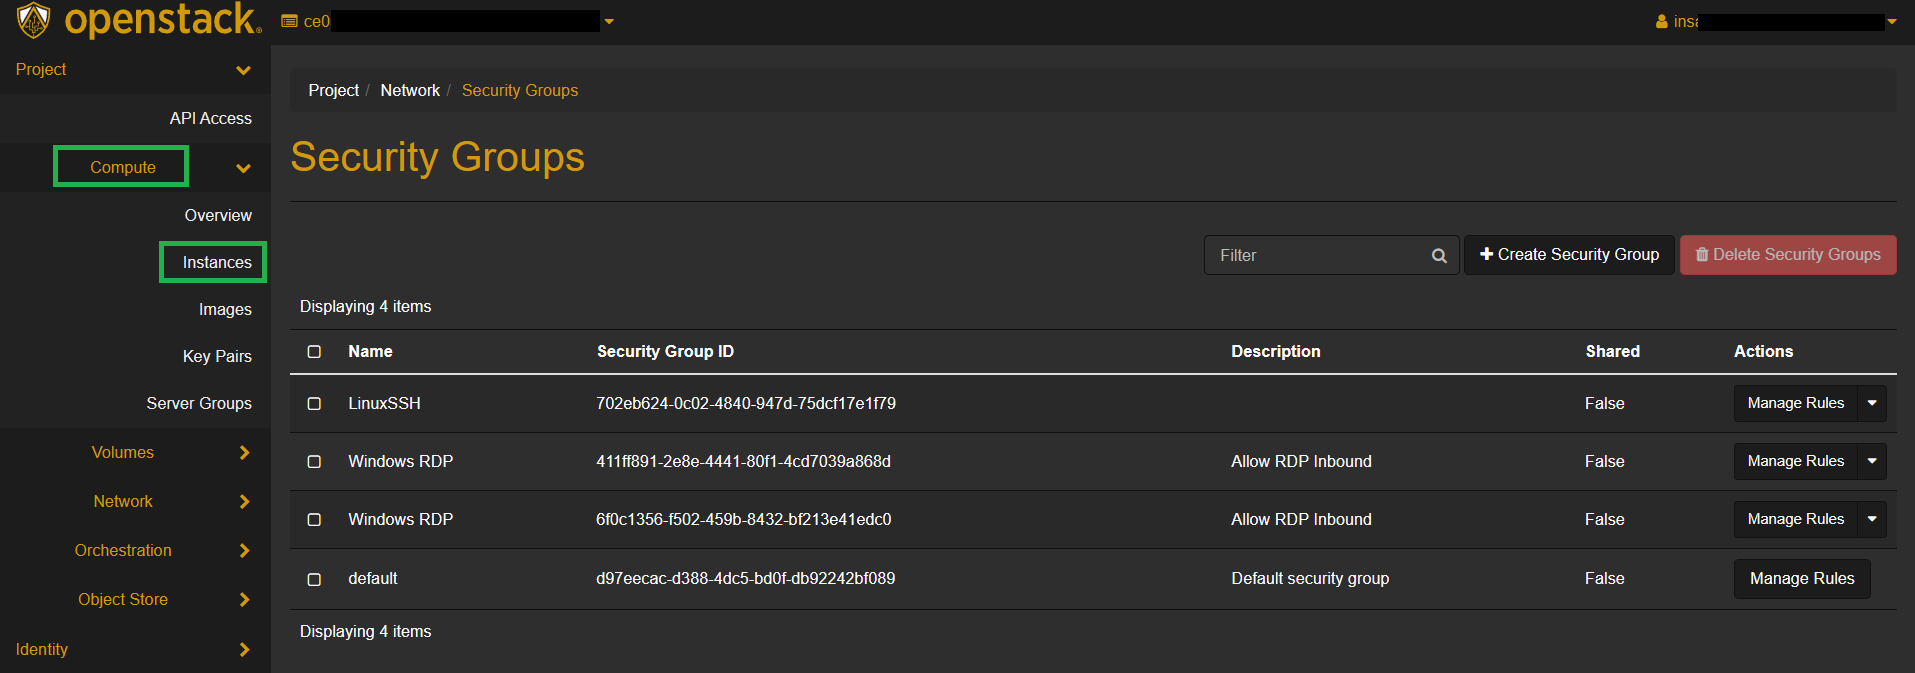 openstack.
ce0
insa
Project
API Access
Compute
Overview
Instances
Images
Key Pairs
Server Groups
Volumes
Network
Orchestration
Object Store
Identity
Project / Network / Security Groups
Security Groups
Filter
Create Security Group
Delete Security Groups
Displaying 4 items
Name Security Group ID Description Shared Actions
LinuxSSH 702eb624-0c02-4840-947d-75dcf17e1f79 False Manage Rules
Windows RDP 411ff891-2e8e-4441-80f1-4cd7039a868d Allow RDP Inbound False Manage Rules
Windows RDP 6f0c1356-f502-459b-8432-bf213e41edc0 Allow RDP Inbound False Manage Rules
default d97eecac-d388-4dc5-bd0f-db92242bf089 Default security group False Manage Rules
Displaying 4 items